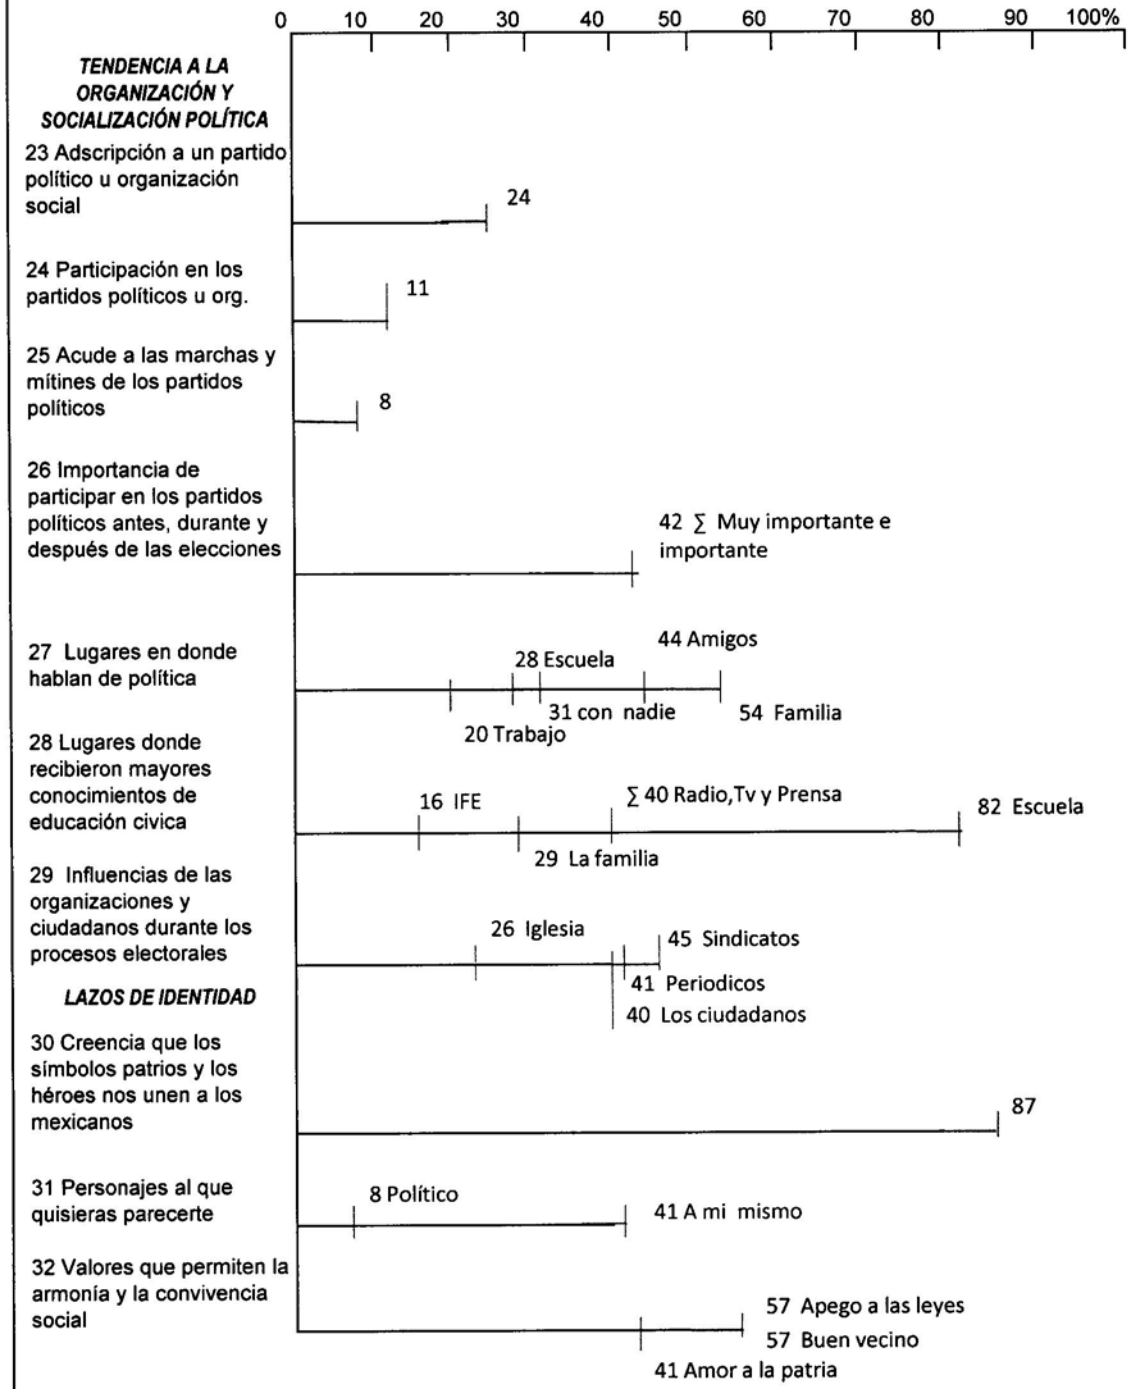 0 10 20 30 40 50 60 70 80 90 100%
TENDENCIA A LA
ORGANIZACIÓN Y
SOCIALIZACIÓN POLÍTICA
23 Adscripción a un partido
político u organización
social
24
24 Participación en los
partidos políticos u org.
11
25 Acude a las marchas y
mítines de los partidos
políticos
8
26 Importancia de
participar en los partidos
políticos antes, durante y
después de las elecciones
42 ∑ Muy importante e
importante
27 Lugares en donde
hablan de política
44 Amigos
28 Escuela
31 con nadie
54 Familia
20 Trabajo
28 Lugares donde
recibieron mayores
conocimientos de
educación civica
16 IFE
∑ 40 Radio,Tv y Prensa
82 Escuela
29 La familia
29 Influencias de las
organizaciones y
ciudadanos durante los
procesos electorales
26 Iglesia
45 Sindicatos
41 Periodicos
40 Los ciudadanos
LAZOS DE IDENTIDAD
30 Creencia que los
símbolos patrios y los
héroes nos unen a los
mexicanos
87
31 Personajes al que
quisieras parecerte
8 Político
41 A mi mismo
32 Valores que permiten la
armonía y la convivencia
social
57 Apego a las leyes
57 Buen vecino
41 Amor a la patria